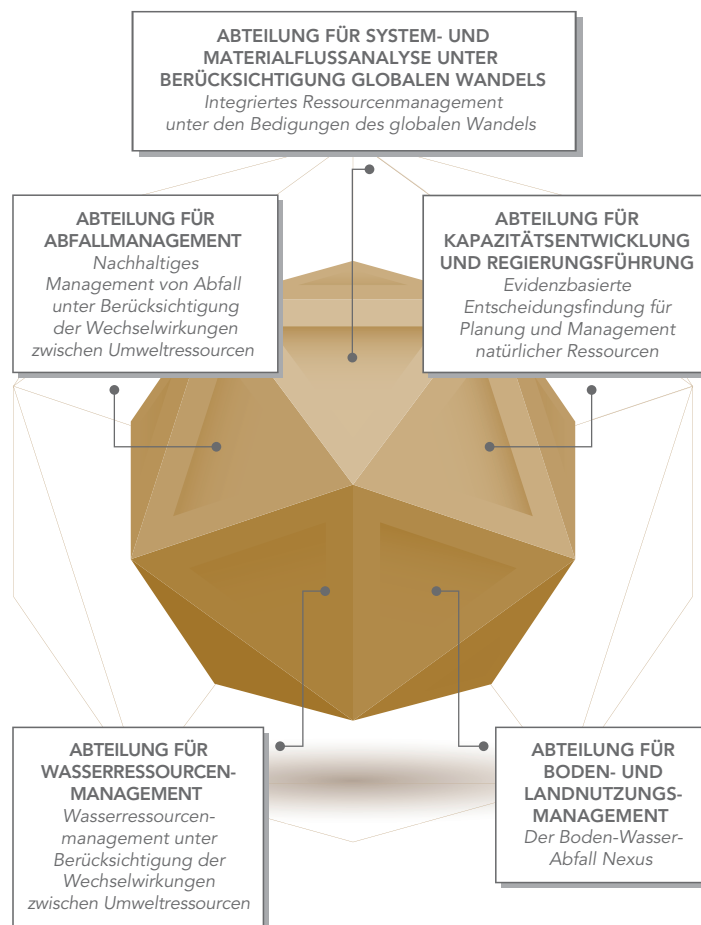 ABTEILUNG FÜR SYSTEM- UND
MATERIALFLUSSANALYSE UNTER
BERÜCKSICHTIGUNG GLOBALEN WANDELS
Integriertes Ressourcenmanagement
unter den Bedigungen des globalen Wandels
ABTEILUNG FÜR
ABFALLMANAGEMENT
Nachhaltiges
Management von Abfall
unter Berücksichtigung
der Wechselwirkungen
zwischen Umweltressourcen
ABTEILUNG FÜR
KAPAZITÄTSENTWICKLUNG
UND REGIERUNGSFÜHRUNG
Evidenzbasierte
Entscheidungsfindung für
Planung und Management
natürlicher Ressourcen
ABTEILUNG FÜR
WASSERRESSOURCEN-
MANAGEMENT
Wasserressourcen-
management unter
Berücksichtigung der
Wechselwirkungen
zwischen Umweltressourcen
ABTEILUNG FÜR
BODEN- UND
LANDNUTZUNGS-
MANAGEMENT
Der Boden-Wasser-
Abfall Nexus